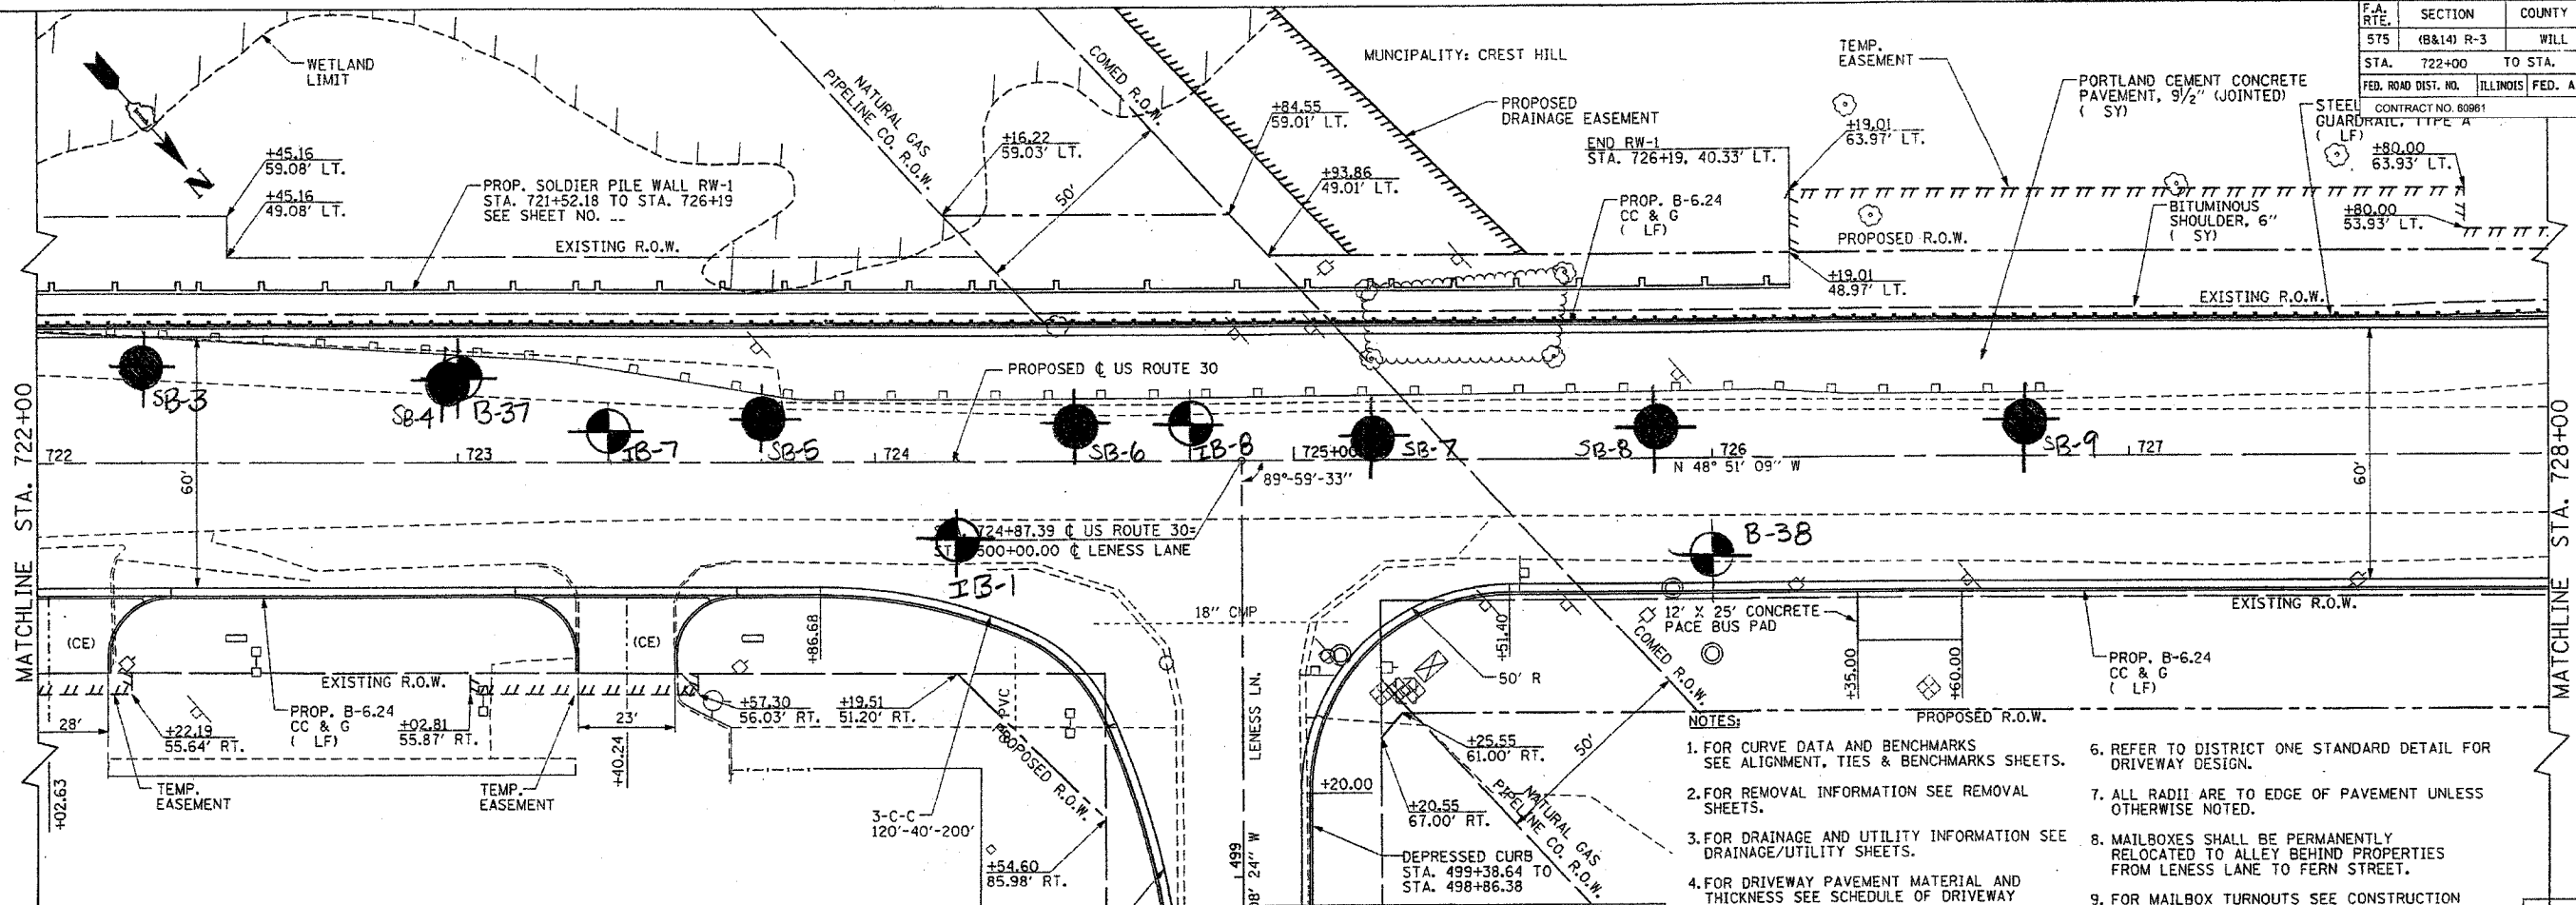 F.A. RTE. SECTION COUNTY
575 (B&14) R-3 WILL
STA. 722+00 TO STA.
FED. ROAD DIST. NO. ILLINOIS FED. A
CONTRACT NO. 60961
WETLAND
LIMIT
N
NATURAL GAS
PIPELINE CO. R.O.W.
COMED R.O.W.
MUNCIPALITY: CREST HILL
TEMP.
EASEMENT
PORTLAND CEMENT CONCRETE
PAVEMENT, 9½" (JOINTED)
( SY)
STEEL
GUARDRAIL, TYPE A
( LF)
PROPOSED
DRAINAGE EASEMENT
+45.16
59.08' LT.
+45.16
49.08' LT.
PROP. SOLDIER PILE WALL RW-1
STA. 721+52.18 TO STA. 726+19
SEE SHEET NO. --
EXISTING R.O.W.
+16.22
59.03' LT.
50'
+84.55
59.01' LT.
+93.86
49.01' LT.
END RW-1
STA. 726+19, 40.33' LT.
PROP. B-6.24
CC & G
( LF)
+19.01
63.97' LT.
+80.00
63.93' LT.
BITUMINOUS
SHOULDER, 6"
( SY)
+80.00
53.93' LT.
PROPOSED R.O.W.
+19.01
48.97' LT.
EXISTING R.O.W.
MATCHLINE STA. 722+00
MATCHLINE STA. 728+00
PROPOSED ℄ US ROUTE 30
SB-3
SB-4
B-37
IB-7
SB-5
SB-6
IB-8
SB-7
SB-8
SB-9
722
723
724
725+00
726
727
N 48° 51' 09" W
60'
60'
89°-59'-33"
724+87.39 ℄ US ROUTE 30=
500+00.00 ℄ LENESS LANE
IB-1
B-38
18" CMP
(CE)
(CE)
+86.68
+51.40
12' X 25' CONCRETE
PACE BUS PAD
COMED R.O.W.
EXISTING R.O.W.
PROP. B-6.24
CC & G
( LF)
+35.00
+60.00
50' R
EXISTING R.O.W.
PROP. B-6.24
CC & G
( LF)
28'
+22.19
55.64' RT.
+02.81
55.87' RT.
23'
+57.30
56.03' RT.
+19.51
51.20' RT.
PVC
PROPOSED R.O.W.
LENESS LN.
+25.55
61.00' RT.
50'
PROPOSED R.O.W.
+02.63
TEMP.
EASEMENT
TEMP.
EASEMENT
+40.24
3-C-C
120'-40'-200'
+54.60
85.98' RT.
+20.00
+20.55
67.00' RT.
NATURAL GAS
PIPELINE CO. R.O.W.
499
08' 24" W
DEPRESSED CURB
STA. 499+38.64 TO
STA. 498+86.38
NOTES:
1. FOR CURVE DATA AND BENCHMARKS
SEE ALIGNMENT, TIES & BENCHMARKS SHEETS.
2. FOR REMOVAL INFORMATION SEE REMOVAL
SHEETS.
3. FOR DRAINAGE AND UTILITY INFORMATION SEE
DRAINAGE/UTILITY SHEETS.
4. FOR DRIVEWAY PAVEMENT MATERIAL AND
THICKNESS SEE SCHEDULE OF DRIVEWAY
6. REFER TO DISTRICT ONE STANDARD DETAIL FOR
DRIVEWAY DESIGN.
7. ALL RADII ARE TO EDGE OF PAVEMENT UNLESS
OTHERWISE NOTED.
8. MAILBOXES SHALL BE PERMANENTLY
RELOCATED TO ALLEY BEHIND PROPERTIES
FROM LENESS LANE TO FERN STREET.
9. FOR MAILBOX TURNOUTS SEE CONSTRUCTION